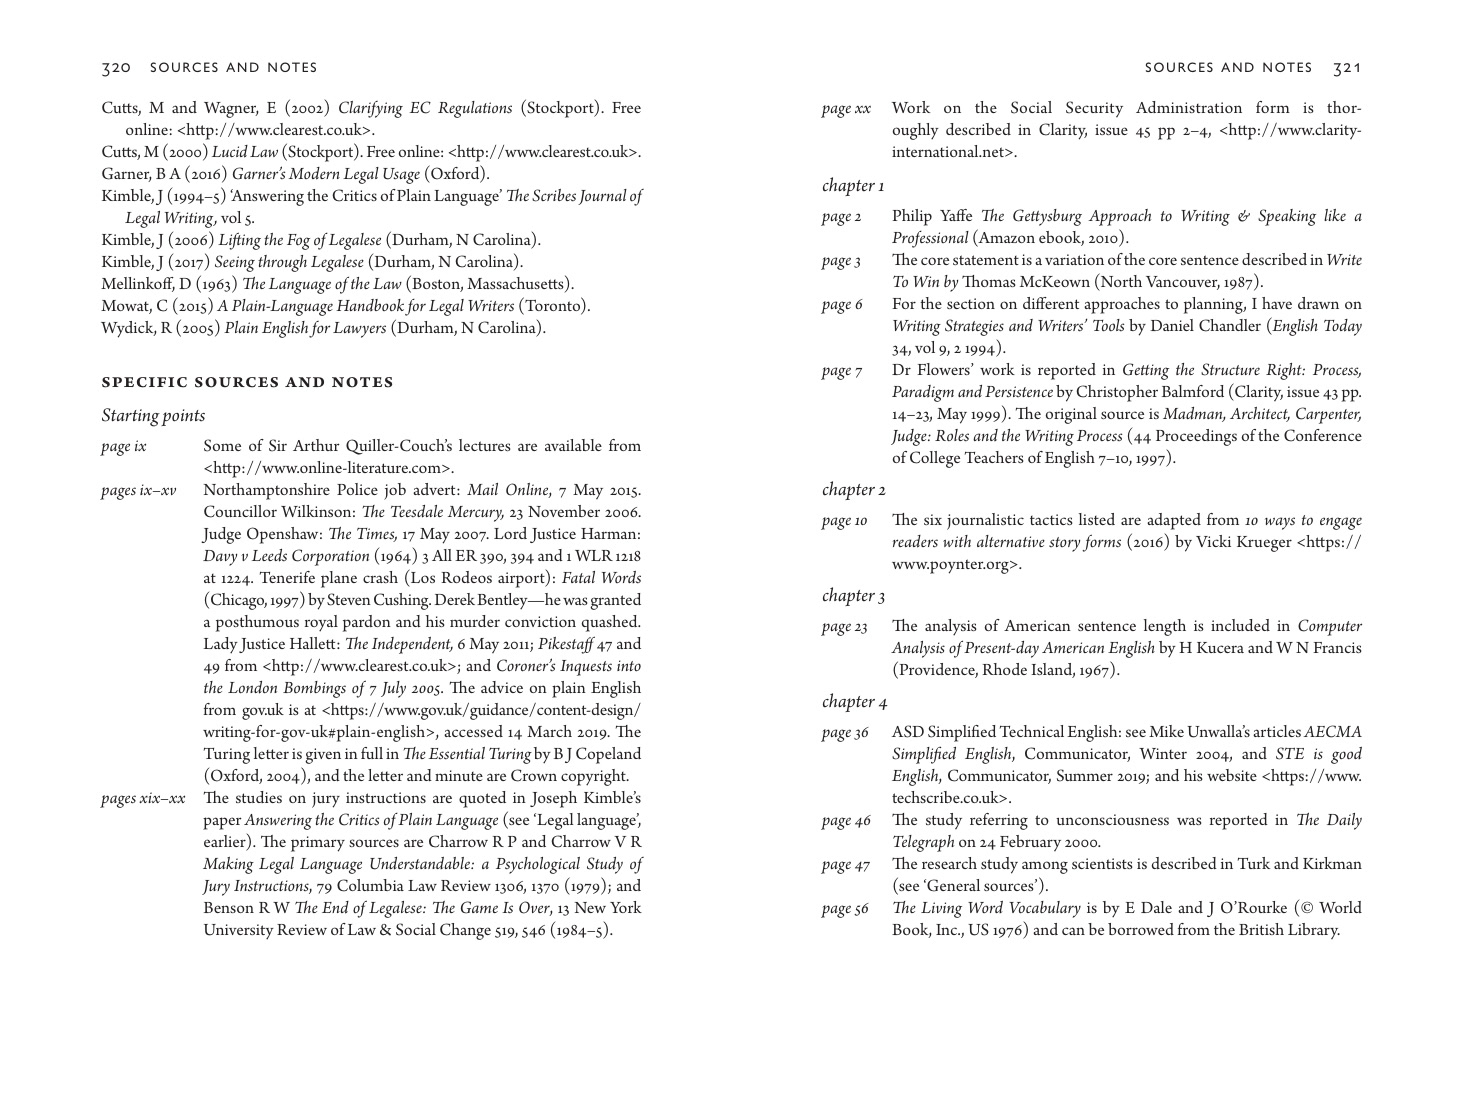 320 SOURCES AND NOTES
Cutts, M and Wagner, E (2002) Clarifying EC Regulations (Stockport). Free
online: <http://www.clearest.co.uk>.
Cutts, M (2000) Lucid Law (Stockport). Free online: <http://www.clearest.co.uk>.
Garner, B A (2016) Garner's Modern Legal Usage (Oxford).
Kimble, J (1994–5) ‘Answering the Critics of Plain Language’ The Scribes Journal of
Legal Writing, vol 5.
Kimble, J (2006) Lifting the Fog of Legalese (Durham, N Carolina).
Kimble, J (2017) Seeing through Legalese (Durham, N Carolina).
Mellinkoff, D (1963) The Language of the Law (Boston, Massachusetts).
Mowat, C (2015) A Plain-Language Handbook for Legal Writers (Toronto).
Wydick, R (2005) Plain English for Lawyers (Durham, N Carolina).
SPECIFIC SOURCES AND NOTES
Starting points
page ix Some of Sir Arthur Quiller-Couch's lectures are available from
<http://www.online-literature.com>.
pages ix–xv Northamptonshire Police job advert: Mail Online, 7 May 2015.
Councillor Wilkinson: The Teesdale Mercury, 23 November 2006.
Judge Openshaw: The Times, 17 May 2007. Lord Justice Harman:
Davy v Leeds Corporation (1964) 3 All ER 390, 394 and 1 WLR 1218
at 1224. Tenerife plane crash (Los Rodeos airport): Fatal Words
(Chicago, 1997) by Steven Cushing. Derek Bentley—he was granted
a posthumous royal pardon and his murder conviction quashed.
Lady Justice Hallett: The Independent, 6 May 2011; Pikestaff 47 and
49 from <http://www.clearest.co.uk>; and Coroner's Inquests into
the London Bombings of 7 July 2005. The advice on plain English
from gov.uk is at <https://www.gov.uk/guidance/content-design/
writing-for-gov-uk#plain-english>, accessed 14 March 2019. The
Turing letter is given in full in The Essential Turing by B J Copeland
(Oxford, 2004), and the letter and minute are Crown copyright.
pages xix–xx The studies on jury instructions are quoted in Joseph Kimble's
paper Answering the Critics of Plain Language (see ‘Legal language’,
earlier). The primary sources are Charrow R P and Charrow V R
Making Legal Language Understandable: a Psychological Study of
Jury Instructions, 79 Columbia Law Review 1306, 1370 (1979); and
Benson R W The End of Legalese: The Game Is Over, 13 New York
University Review of Law & Social Change 519, 546 (1984–5).
SOURCES AND NOTES 321
page xx Work on the Social Security Administration form is thor-
oughly described in Clarity, issue 45 pp 2–4, <http://www.clarity-
international.net>.
chapter 1
page 2 Philip Yaffe The Gettysburg Approach to Writing & Speaking like a
Professional (Amazon ebook, 2010).
page 3 The core statement is a variation of the core sentence described in Write
To Win by Thomas McKeown (North Vancouver, 1987).
page 6 For the section on different approaches to planning, I have drawn on
Writing Strategies and Writers' Tools by Daniel Chandler (English Today
34, vol 9, 2 1994).
page 7 Dr Flowers' work is reported in Getting the Structure Right: Process,
Paradigm and Persistence by Christopher Balmford (Clarity, issue 43 pp.
14–23, May 1999). The original source is Madman, Architect, Carpenter,
Judge: Roles and the Writing Process (44 Proceedings of the Conference
of College Teachers of English 7–10, 1997).
chapter 2
page 10 The six journalistic tactics listed are adapted from 10 ways to engage
readers with alternative story forms (2016) by Vicki Krueger <https://
www.poynter.org>.
chapter 3
page 23 The analysis of American sentence length is included in Computer
Analysis of Present-day American English by H Kucera and W N Francis
(Providence, Rhode Island, 1967).
chapter 4
page 36 ASD Simplified Technical English: see Mike Unwalla's articles AECMA
Simplified English, Communicator, Winter 2004, and STE is good
English, Communicator, Summer 2019; and his website <https://www.
techscribe.co.uk>.
page 46 The study referring to unconsciousness was reported in The Daily
Telegraph on 24 February 2000.
page 47 The research study among scientists is described in Turk and Kirkman
(see ‘General sources’).
page 56 The Living Word Vocabulary is by E Dale and J O'Rourke (© World
Book, Inc., US 1976) and can be borrowed from the British Library.